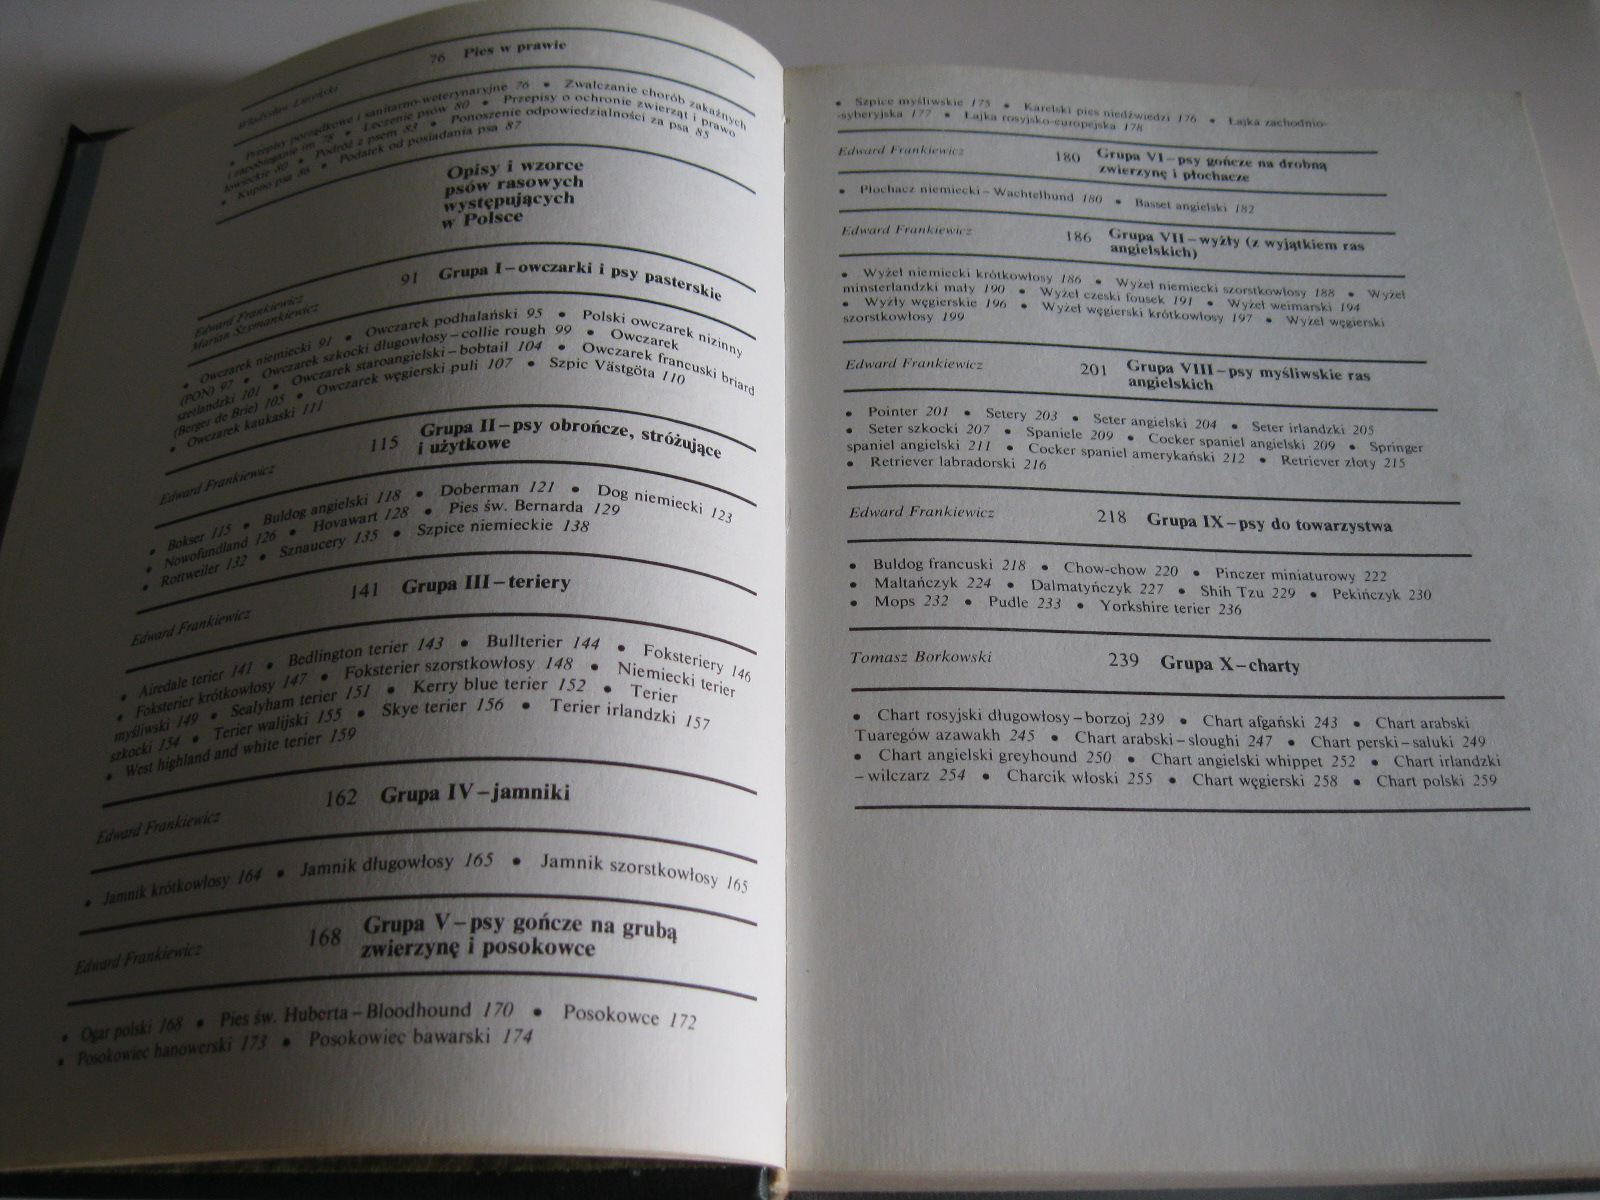 76 Pies w prawie
• Przepisy porządkowe i sanitarno-weterynaryjne 76 • Zwalczanie chorób zakaźnych
i zapobieganie im 78 • Leczenie psów 80 • Przepisy o ochronie zwierząt i prawo
łowieckie 80 • Podróż z psem 83 • Ponoszenie odpowiedzialności za psa 85
• Kupno psa 86 • Podatek od posiadania psa 87
Opisy i wzorce
psów rasowych
występujących
w Polsce
Edward Frankiewicz
Marian Szymankiewicz
91 Grupa I – owczarki i psy pasterskie
• Owczarek niemiecki 91 • Owczarek podhalański 95 • Polski owczarek nizinny
(PON) 97 • Owczarek szkocki długowłosy – collie rough 99 • Owczarek
szetlandzki 101 • Owczarek staroangielski – bobtail 104 • Owczarek francuski briard
(Berger de Brie) 105 • Owczarek węgierski puli 107 • Szpic Västgöta 110
• Owczarek kaukaski 111
Edward Frankiewicz
115 Grupa II – psy obrończe, stróżujące
i użytkowe
• Bokser 115 • Buldog angielski 118 • Doberman 121 • Dog niemiecki 123
• Nowofundland 126 • Hovawart 128 • Pies św. Bernarda 129
• Rottweiler 132 • Sznaucery 135 • Szpice niemieckie 138
Edward Frankiewicz
141 Grupa III – teriery
• Airedale terier 141 • Bedlington terier 143 • Bullterier 144 • Foksteriery 146
• Foksterier krótkowłosy 147 • Foksterier szorstkowłosy 148 • Niemiecki terier
myśliwski 149 • Sealyham terier 151 • Kerry blue terier 152 • Terier
szkocki 154 • Terier walijski 155 • Skye terier 156 • Terier irlandzki 157
• West highland and white terier 159
Edward Frankiewicz
162 Grupa IV – jamniki
• Jamnik krótkowłosy 164 • Jamnik długowłosy 165 • Jamnik szorstkowłosy 165
Edward Frankiewicz
168 Grupa V – psy gończe na grubą
zwierzynę i posokowce
• Ogar polski 168 • Pies św. Huberta – Bloodhound 170 • Posokowce 172
• Posokowiec hanowerski 173 • Posokowiec bawarski 174
• Szpice myśliwskie 175 • Karelski pies niedźwiedzi 176 • Łajka zachodnio-
-syberyjska 177 • Łajka rosyjsko-europejska 178
Edward Frankiewicz
180 Grupa VI – psy gończe na drobną
zwierzynę i płochacze
• Płochacz niemiecki – Wachtelhund 180 • Basset angielski 182
Edward Frankiewicz
186 Grupa VII – wyżły (z wyjątkiem ras
angielskich)
• Wyżeł niemiecki krótkowłosy 186 • Wyżeł niemiecki szorstkowłosy 188 • Wyżeł
minsterlandzki mały 190 • Wyżeł czeski fousek 191 • Wyżeł weimarski 194
• Wyżły węgierskie 196 • Wyżeł węgierski krótkowłosy 197 • Wyżeł węgierski
szorstkowłosy 199
Edward Frankiewicz
201 Grupa VIII – psy myśliwskie ras
angielskich
• Pointer 201 • Setery 203 • Seter angielski 204 • Seter irlandzki 205
• Seter szkocki 207 • Spaniele 209 • Cocker spaniel angielski 209 • Springer
spaniel angielski 211 • Cocker spaniel amerykański 212 • Retriever złoty 215
• Retriever labradorski 216
Edward Frankiewicz
218 Grupa IX – psy do towarzystwa
• Buldog francuski 218 • Chow-chow 220 • Pinczer miniaturowy 222
• Maltańczyk 224 • Dalmatyńczyk 227 • Shih Tzu 229 • Pekińczyk 230
• Mops 232 • Pudle 233 • Yorkshire terier 236
Tomasz Borkowski
239 Grupa X – charty
• Chart rosyjski długowłosy – borzoj 239 • Chart afgański 243 • Chart arabski
Tuaregów azawakh 245 • Chart arabski – sloughi 247 • Chart perski – saluki 249
• Chart angielski greyhound 250 • Chart angielski whippet 252 • Chart irlandzki
– wilczarz 254 • Charcik włoski 255 • Chart węgierski 258 • Chart polski 259